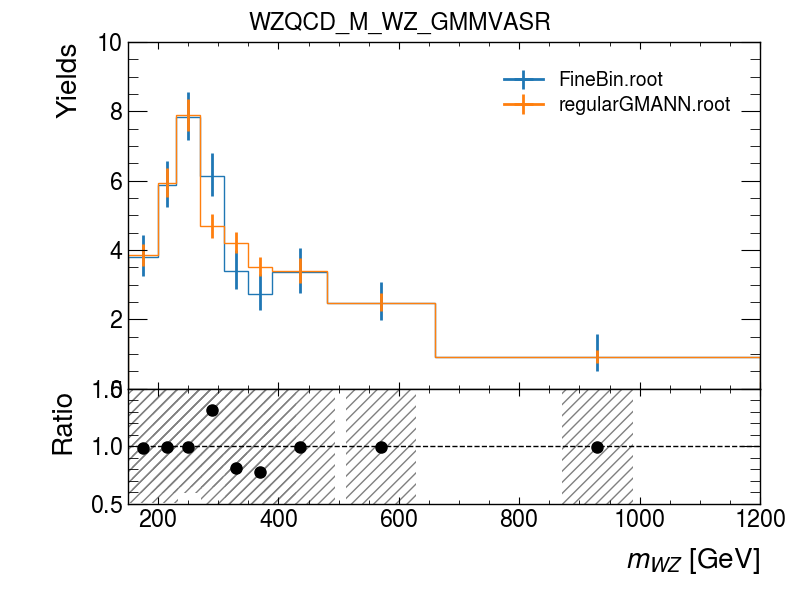 WZQCD_M_WZ_GMMVASR
Yields
10
8
6
4
2
FineBin.root
regularGMANN.root
Ratio
1.5
1.0
0.5
200 400 600 800 1000 1200
m_WZ [GeV]